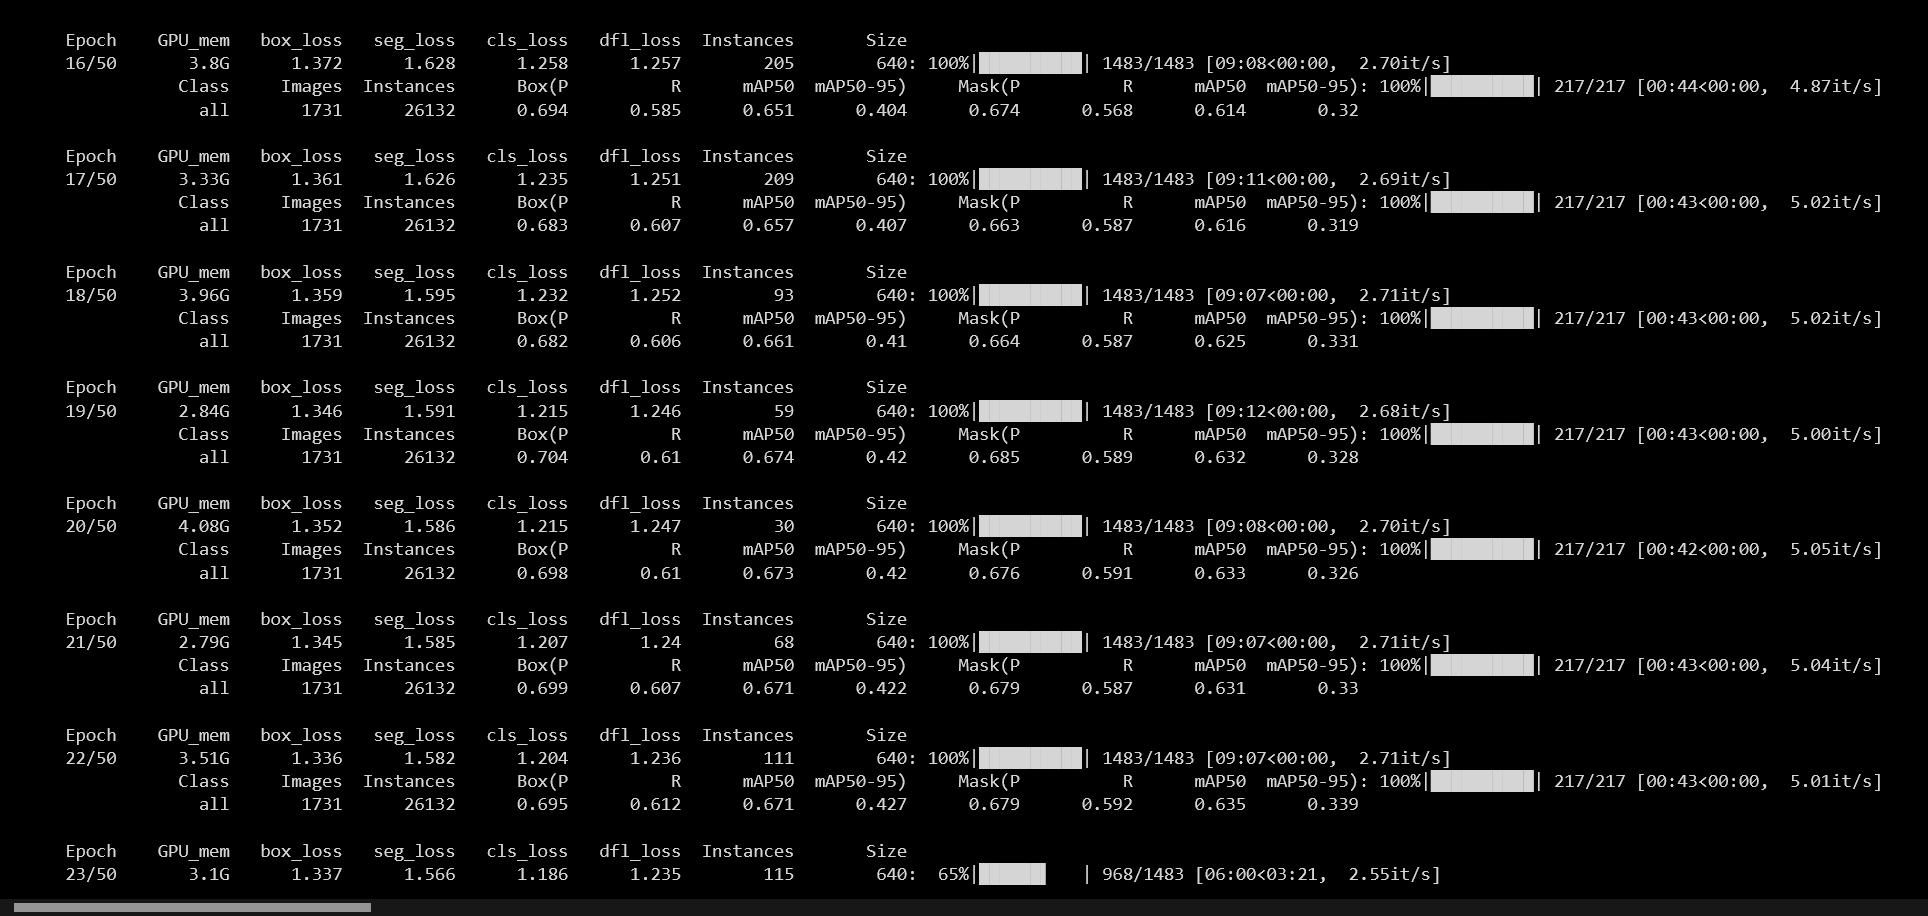 Epoch GPU_mem box_loss seg_loss cls_loss dfl_loss Instances Size
16/50 3.8G 1.372 1.628 1.258 1.257 205 640: 100%|██████████| 1483/1483 [09:08<00:00, 2.70it/s]
Class Images Instances Box(P R mAP50 mAP50-95) Mask(P R mAP50 mAP50-95): 100%|██████████| 217/217 [00:44<00:00, 4.87it/s]
all 1731 26132 0.694 0.585 0.651 0.404 0.674 0.568 0.614 0.32
Epoch GPU_mem box_loss seg_loss cls_loss dfl_loss Instances Size
17/50 3.33G 1.361 1.626 1.235 1.251 209 640: 100%|██████████| 1483/1483 [09:11<00:00, 2.69it/s]
Class Images Instances Box(P R mAP50 mAP50-95) Mask(P R mAP50 mAP50-95): 100%|██████████| 217/217 [00:43<00:00, 5.02it/s]
all 1731 26132 0.683 0.607 0.657 0.407 0.663 0.587 0.616 0.319
Epoch GPU_mem box_loss seg_loss cls_loss dfl_loss Instances Size
18/50 3.96G 1.359 1.595 1.232 1.252 93 640: 100%|██████████| 1483/1483 [09:07<00:00, 2.71it/s]
Class Images Instances Box(P R mAP50 mAP50-95) Mask(P R mAP50 mAP50-95): 100%|██████████| 217/217 [00:43<00:00, 5.02it/s]
all 1731 26132 0.682 0.606 0.661 0.41 0.664 0.587 0.625 0.331
Epoch GPU_mem box_loss seg_loss cls_loss dfl_loss Instances Size
19/50 2.84G 1.346 1.591 1.215 1.246 59 640: 100%|██████████| 1483/1483 [09:12<00:00, 2.68it/s]
Class Images Instances Box(P R mAP50 mAP50-95) Mask(P R mAP50 mAP50-95): 100%|██████████| 217/217 [00:43<00:00, 5.00it/s]
all 1731 26132 0.704 0.61 0.674 0.42 0.685 0.589 0.632 0.328
Epoch GPU_mem box_loss seg_loss cls_loss dfl_loss Instances Size
20/50 4.08G 1.352 1.586 1.215 1.247 30 640: 100%|██████████| 1483/1483 [09:08<00:00, 2.70it/s]
Class Images Instances Box(P R mAP50 mAP50-95) Mask(P R mAP50 mAP50-95): 100%|██████████| 217/217 [00:42<00:00, 5.05it/s]
all 1731 26132 0.698 0.61 0.673 0.42 0.676 0.591 0.633 0.326
Epoch GPU_mem box_loss seg_loss cls_loss dfl_loss Instances Size
21/50 2.79G 1.345 1.585 1.207 1.24 68 640: 100%|██████████| 1483/1483 [09:07<00:00, 2.71it/s]
Class Images Instances Box(P R mAP50 mAP50-95) Mask(P R mAP50 mAP50-95): 100%|██████████| 217/217 [00:43<00:00, 5.04it/s]
all 1731 26132 0.699 0.607 0.671 0.422 0.679 0.587 0.631 0.33
Epoch GPU_mem box_loss seg_loss cls_loss dfl_loss Instances Size
22/50 3.51G 1.336 1.582 1.204 1.236 111 640: 100%|██████████| 1483/1483 [09:07<00:00, 2.71it/s]
Class Images Instances Box(P R mAP50 mAP50-95) Mask(P R mAP50 mAP50-95): 100%|██████████| 217/217 [00:43<00:00, 5.01it/s]
all 1731 26132 0.695 0.612 0.671 0.427 0.679 0.592 0.635 0.339
Epoch GPU_mem box_loss seg_loss cls_loss dfl_loss Instances Size
23/50 3.1G 1.337 1.566 1.186 1.235 115 640: 65%|██████▌ | 968/1483 [06:00<03:21, 2.55it/s]